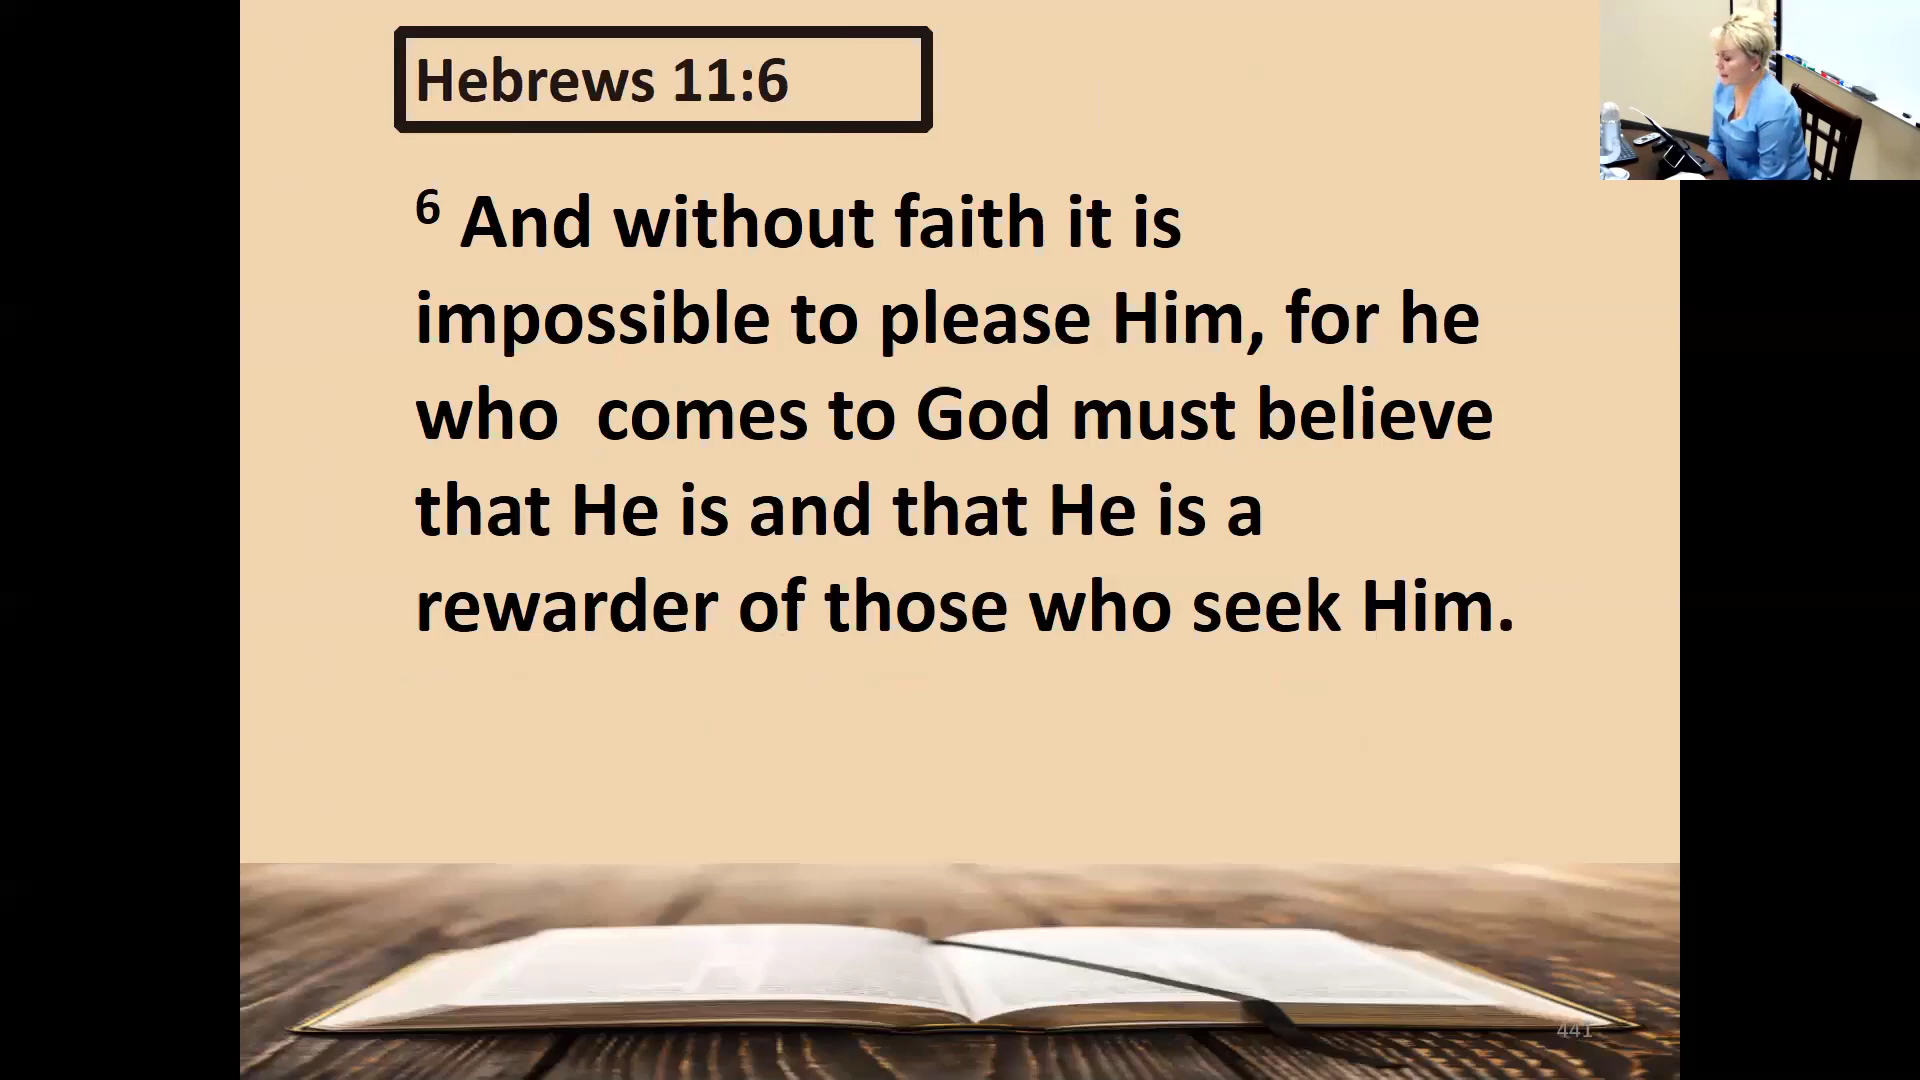 Hebrews 11:6
6 And without faith it is
impossible to please Him, for he
who  comes to God must believe
that He is and that He is a
rewarder of those who seek Him.
441